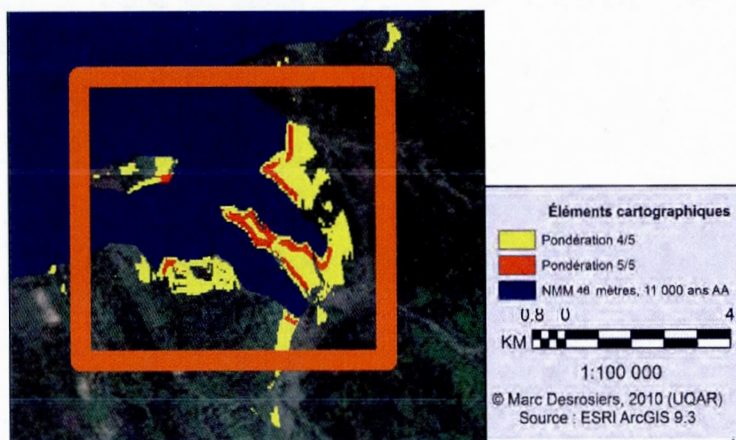 Éléments cartographiques
Pondération 4/5
Pondération 5/5
NMM 46 mètres, 11 000 ans AA
0.8 0 4
KM
1:100 000
© Marc Desrosiers, 2010 (UQAR)
Source : ESRI ArcGIS 9.3